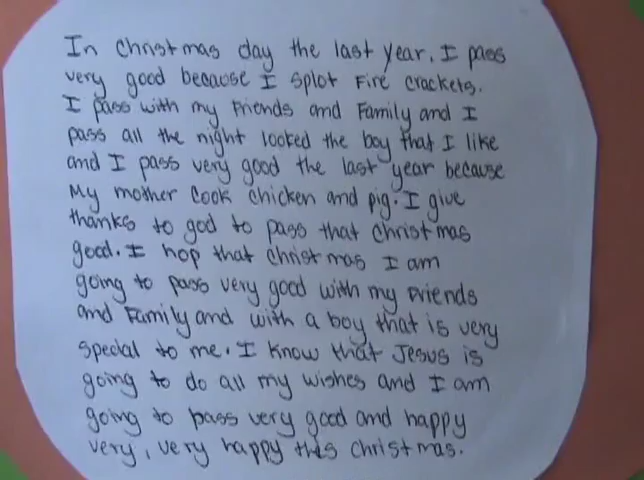 In Christmas day the last year. I pass
very good because I splot Fire crackets.
I pass with my Friends and Family and I
pass all the night looked the boy that I like
and I pass very good the last year because
My mother cook chicken and pig. I give
thanks to god to pass that christmas
good. I hop that christmas I am
going to pass very good with my Friends
and Family and with a boy that is very
special to me. I know that Jesus is
going to do all my wishes and I am
going to pass very good and happy
very, very happy this christmas.